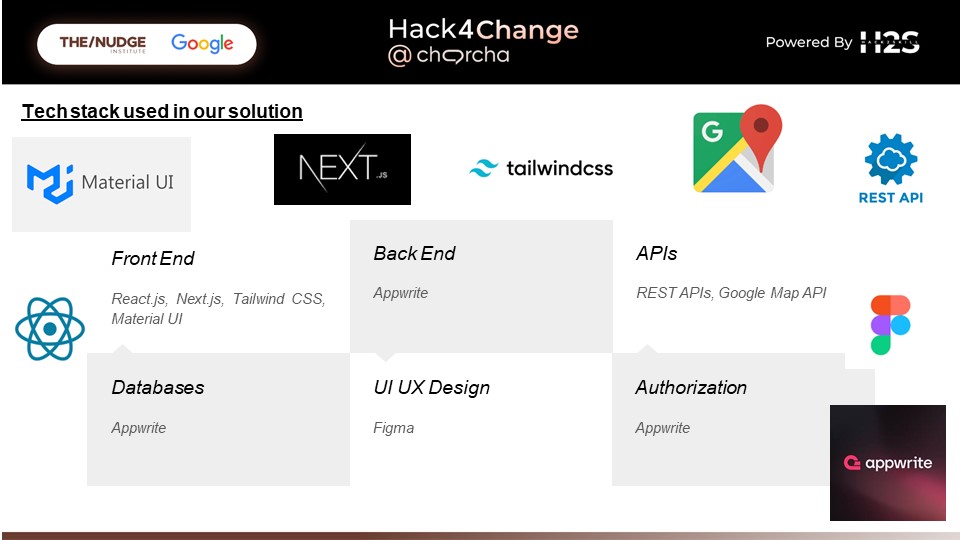 THE/NUDGE
INSTITUTE
Google
Hack4Change
@ charcha
Powered By H2S
HACK2SKILL
Tech stack used in our solution
Material UI
NEXT.JS
tailwindcss
G
REST API
Front End
React.js, Next.js, Tailwind CSS,
Material UI
Back End
Appwrite
APIs
REST APIs, Google Map API
Databases
Appwrite
UI UX Design
Figma
Authorization
Appwrite
appwrite